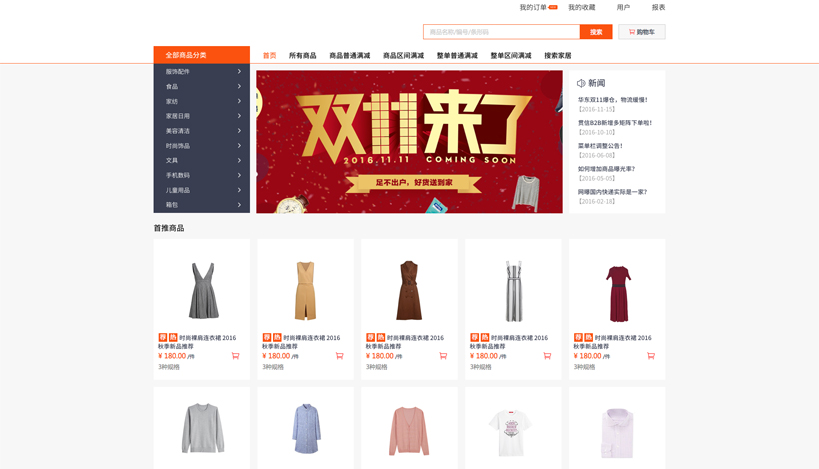 我的订单
我的收藏
用户
报表
商品名称/编号/条形码
搜索
购物车
全部商品分类
首页
所有商品
商品普通满减
商品区间满减
整单普通满减
整单区间满减
搜索家居
服饰配件
食品
家纺
家居日用
美容清洁
时尚饰品
文具
手机数码
儿童用品
箱包
双11来了
2016.11.11 COMING SOON
足不出户，好货送到家
新闻
华东双11爆仓，物流缓慢！
【2016-11-15】
贯信B2B新增多矩阵下单啦！
【2016-10-10】
菜单栏调整公告！
【2016-06-08】
如何增加商品曝光率？
【2016-05-05】
网曝国内快递实际是一家？
【2016-02-18】
首推商品
荐 热 时尚裸肩连衣裙 2016
秋季新品推荐
¥ 180.00 /件
3种规格
荐 热 时尚裸肩连衣裙 2016
秋季新品推荐
¥ 180.00 /件
3种规格
荐 热 时尚裸肩连衣裙 2016
秋季新品推荐
¥ 180.00 /件
3种规格
荐 热 时尚裸肩连衣裙 2016
秋季新品推荐
¥ 180.00 /件
3种规格
荐 热 时尚裸肩连衣裙 2016
秋季新品推荐
¥ 180.00 /件
3种规格